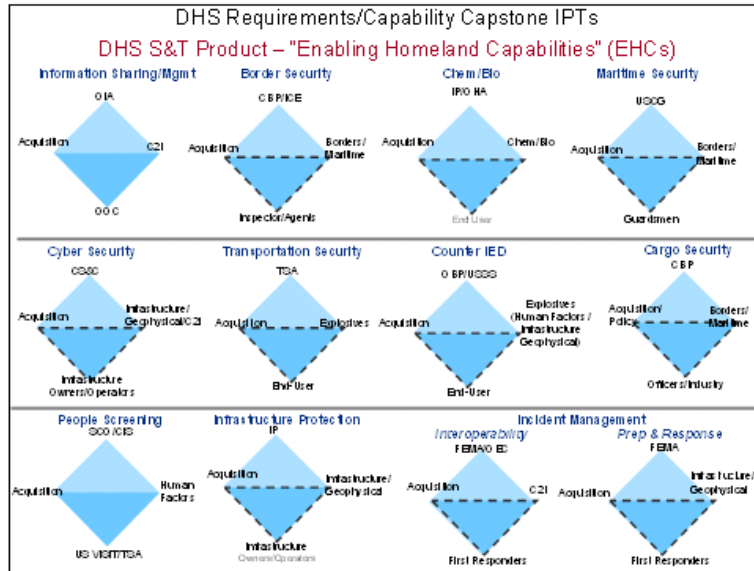 DHS Requirements/Capability Capstone IPTs
DHS S&T Product – "Enabling Homeland Capabilities" (EHCs)
Information Sharing/Mgmt
OIA
Acquisition
C2I
OOC
Border Security
CBP/ICE
Acquisition
Borders/
Maritime
Inspector/Agents
Chem/Bio
IP/OHA
Acquisition
Chem/Bio
End User
Maritime Security
USCG
Acquisition
Borders/
Maritime
Guardsmen
Cyber Security
CS&C
Acquisition
Infrastructure/
Geophysical/C2I
Infrastructure
Owners/Operators
Transportation Security
TSA
Acquisition
Explosives
End-User
Counter IED
OBP/USSS
Acquisition
Explosives
(Human Factors /
Infrastructure
Geophysical)
End-User
Cargo Security
CBP
Acquisition/
Policy
Borders/
Maritime
Officers/Industry
People Screening
SCO/CIS
Acquisition
Human
Factors
US VISIT/TSA
Infrastructure Protection
IP
Acquisition
Infrastructure/
Geophysical
Infrastructure
Owners/Operators
Incident Management
Interoperability
FEMA/OEC
Acquisition
C2I
First Responders
Prep & Response
FEMA
Acquisition
Infrastructure/
Geophysical
First Responders